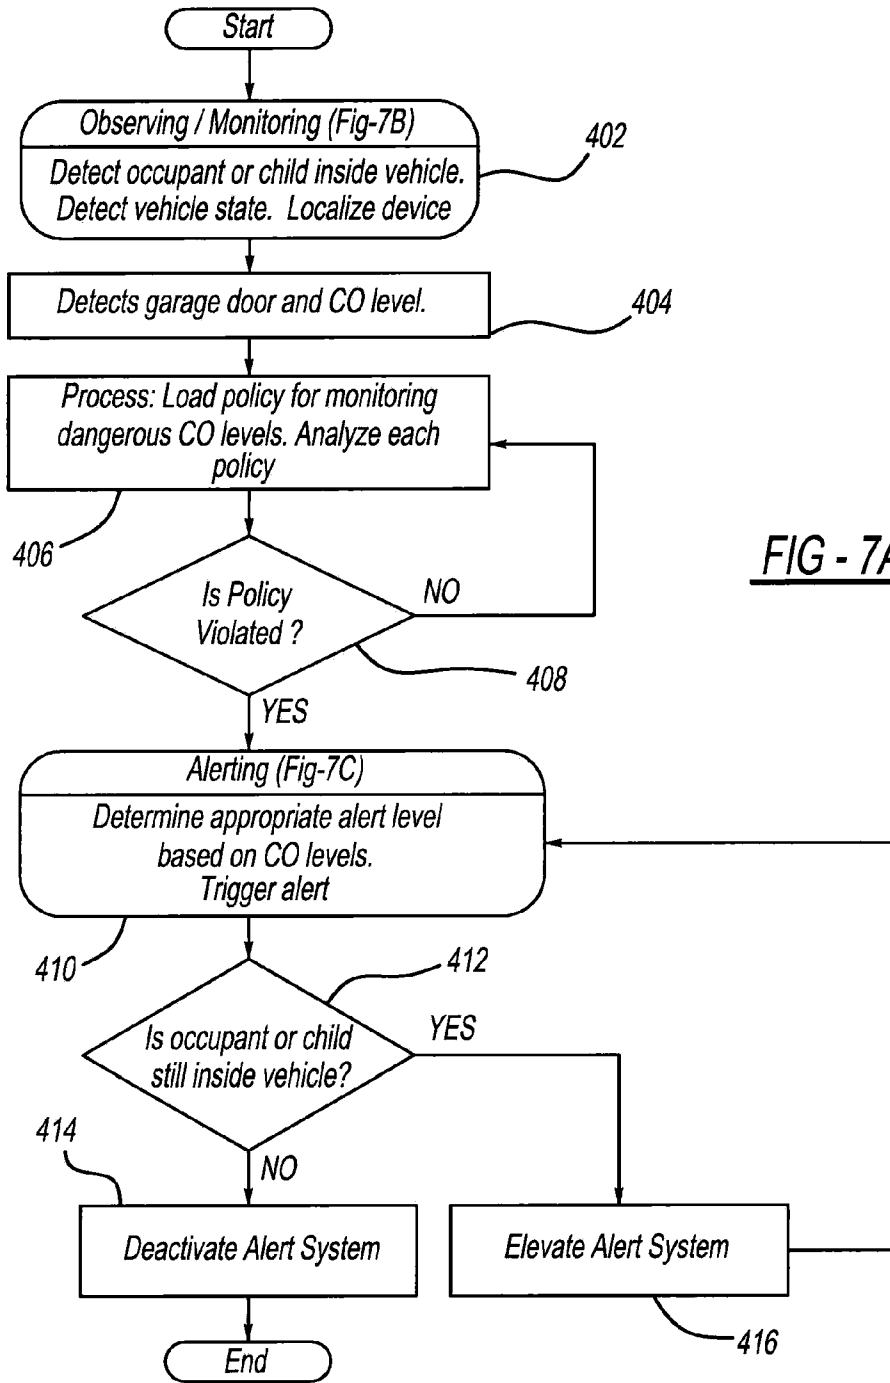 Start
Observing / Monitoring (Fig-7B)
Detect occupant or child inside vehicle.
Detect vehicle state. Localize device
402
Detects garage door and CO level.
404
Process: Load policy for monitoring
dangerous CO levels. Analyze each
policy
406
FIG - 7A
Is Policy
Violated ?
NO
408
YES
Alerting (Fig-7C)
Determine appropriate alert level
based on CO levels.
Trigger alert
410
412
Is occupant or child
still inside vehicle?
YES
414
NO
Deactivate Alert System
Elevate Alert System
416
End